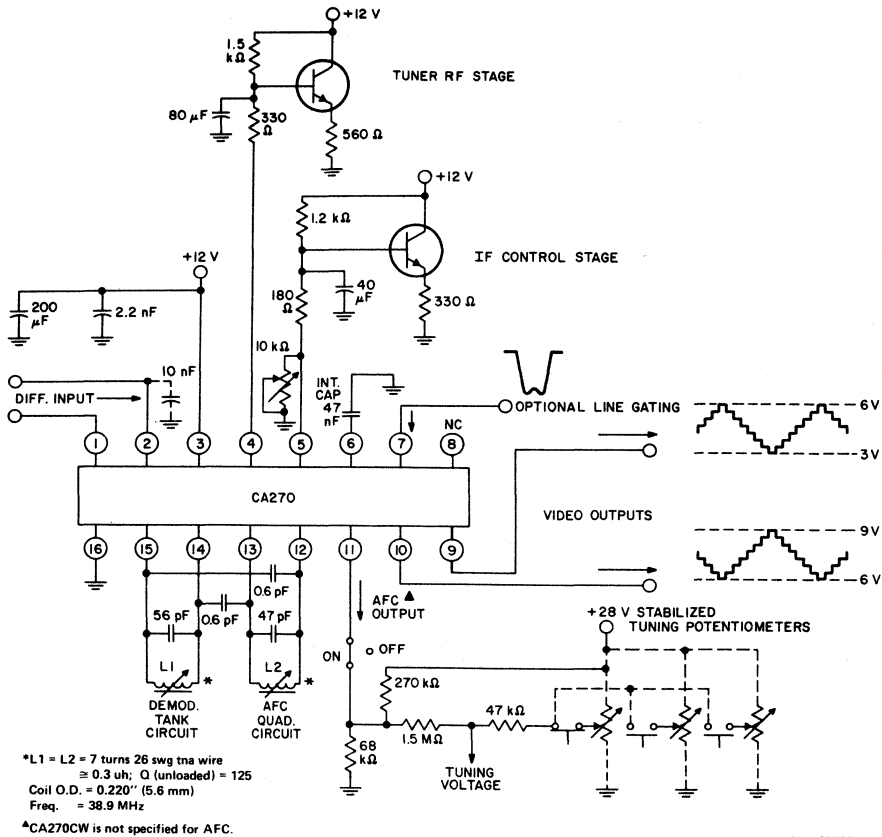 +12 V
1.5
kΩ
TUNER RF STAGE
80
μF
330
Ω
560 Ω
+12 V
1.2 kΩ
IF CONTROL STAGE
+12 V
40
μF
180
Ω
330
Ω
200
μF
2.2 nF
10 kΩ
10 nF
INT.
CAP
47
nF
DIFF. INPUT
OPTIONAL LINE GATING
6V
NC
1
2
3
4
5
6
7
8
3V
CA270
VIDEO OUTPUTS
9V
16
15
14
13
12
11
10
9
6V
0.6 pF
AFC
OUTPUT
▲
56 pF
0.6 pF
47 pF
+28 V STABILIZED
TUNING POTENTIOMETERS
ON
OFF
L1
*
L2
*
270 kΩ
DEMOD.
TANK
CIRCUIT
AFC
QUAD.
CIRCUIT
47 kΩ
1.5 MΩ
68
kΩ
TUNING
VOLTAGE
*L1 = L2 = 7 turns 26 swg tna wire
≅ 0.3 uh; Q (unloaded) = 125
Coil O.D. = 0.220" (5.6 mm)
Freq. = 38.9 MHz
▲CA270CW is not specified for AFC.